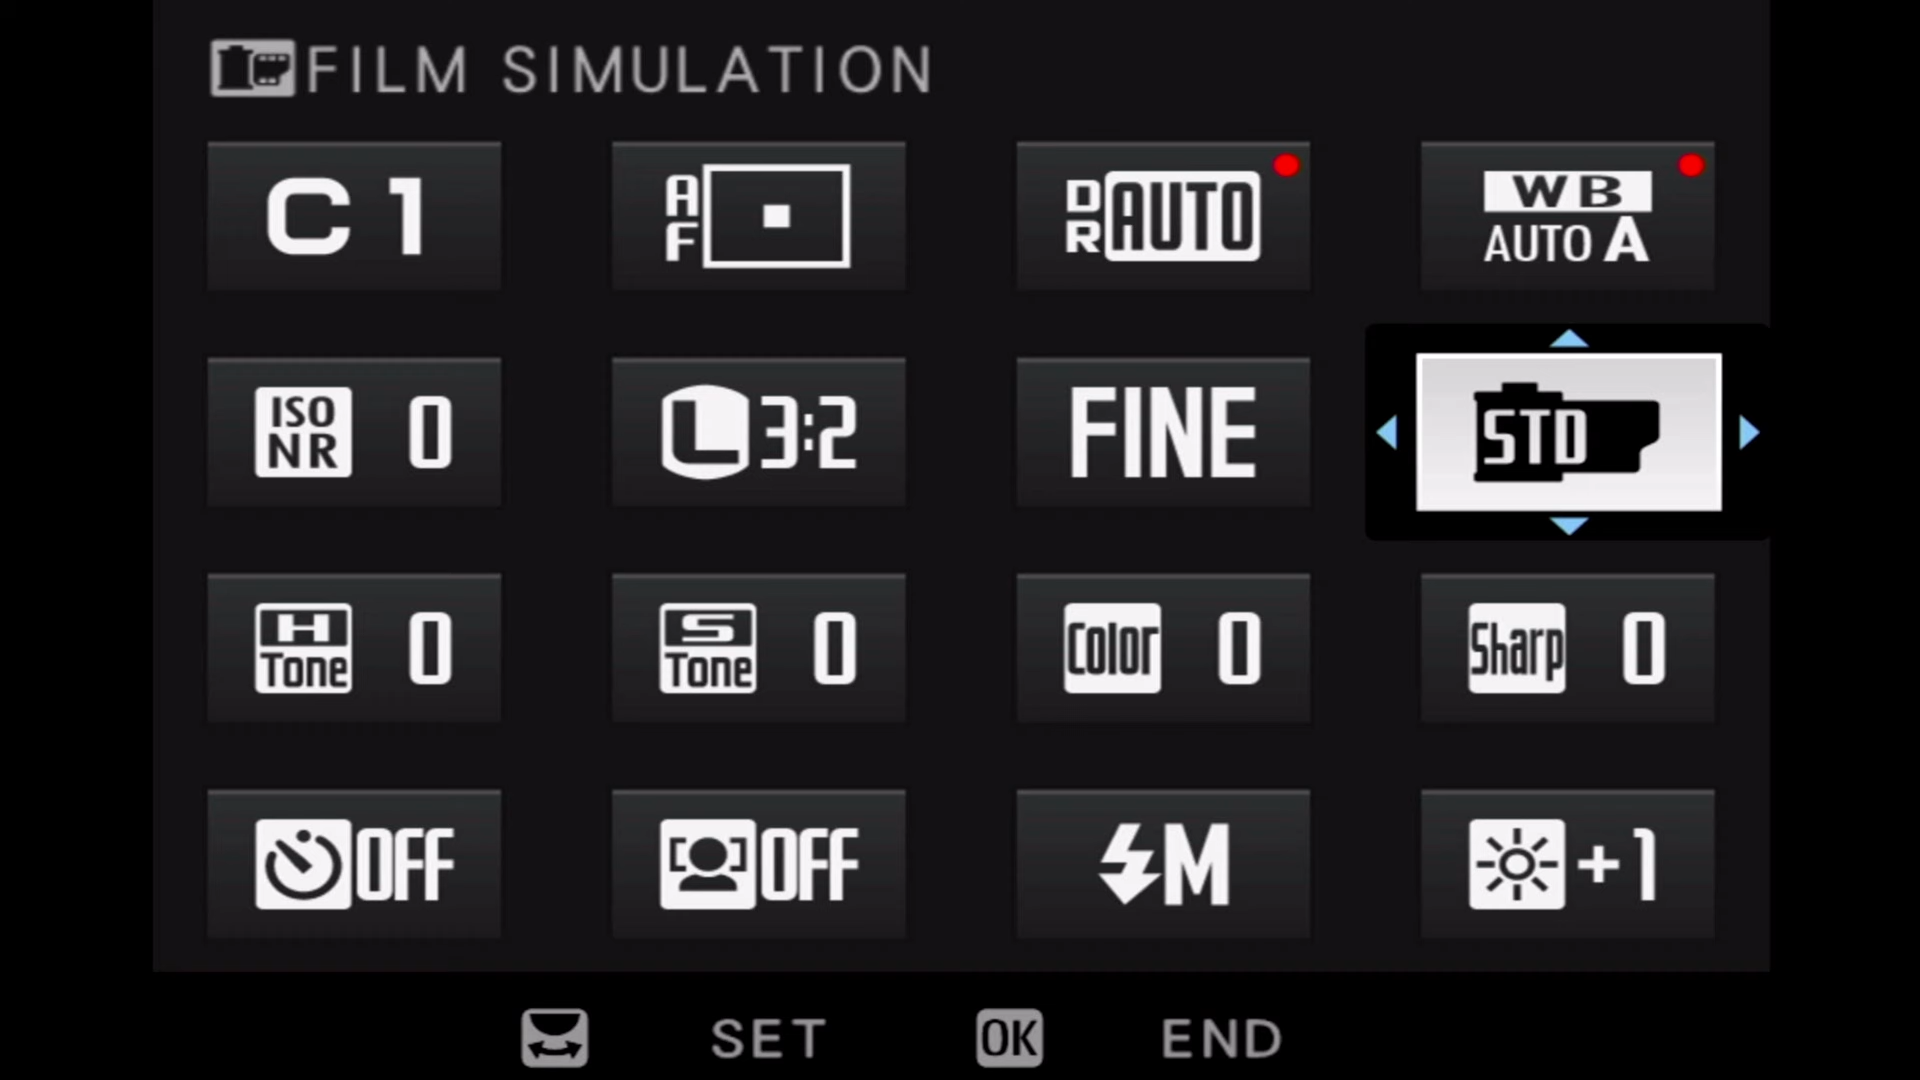 FILM SIMULATION
C1
AF
DR AUTO
WB AUTO A
ISO NR 0
L 3:2
FINE
STD
H Tone 0
S Tone 0
Color 0
Sharp 0
OFF
OFF
M
+1
SET OK END